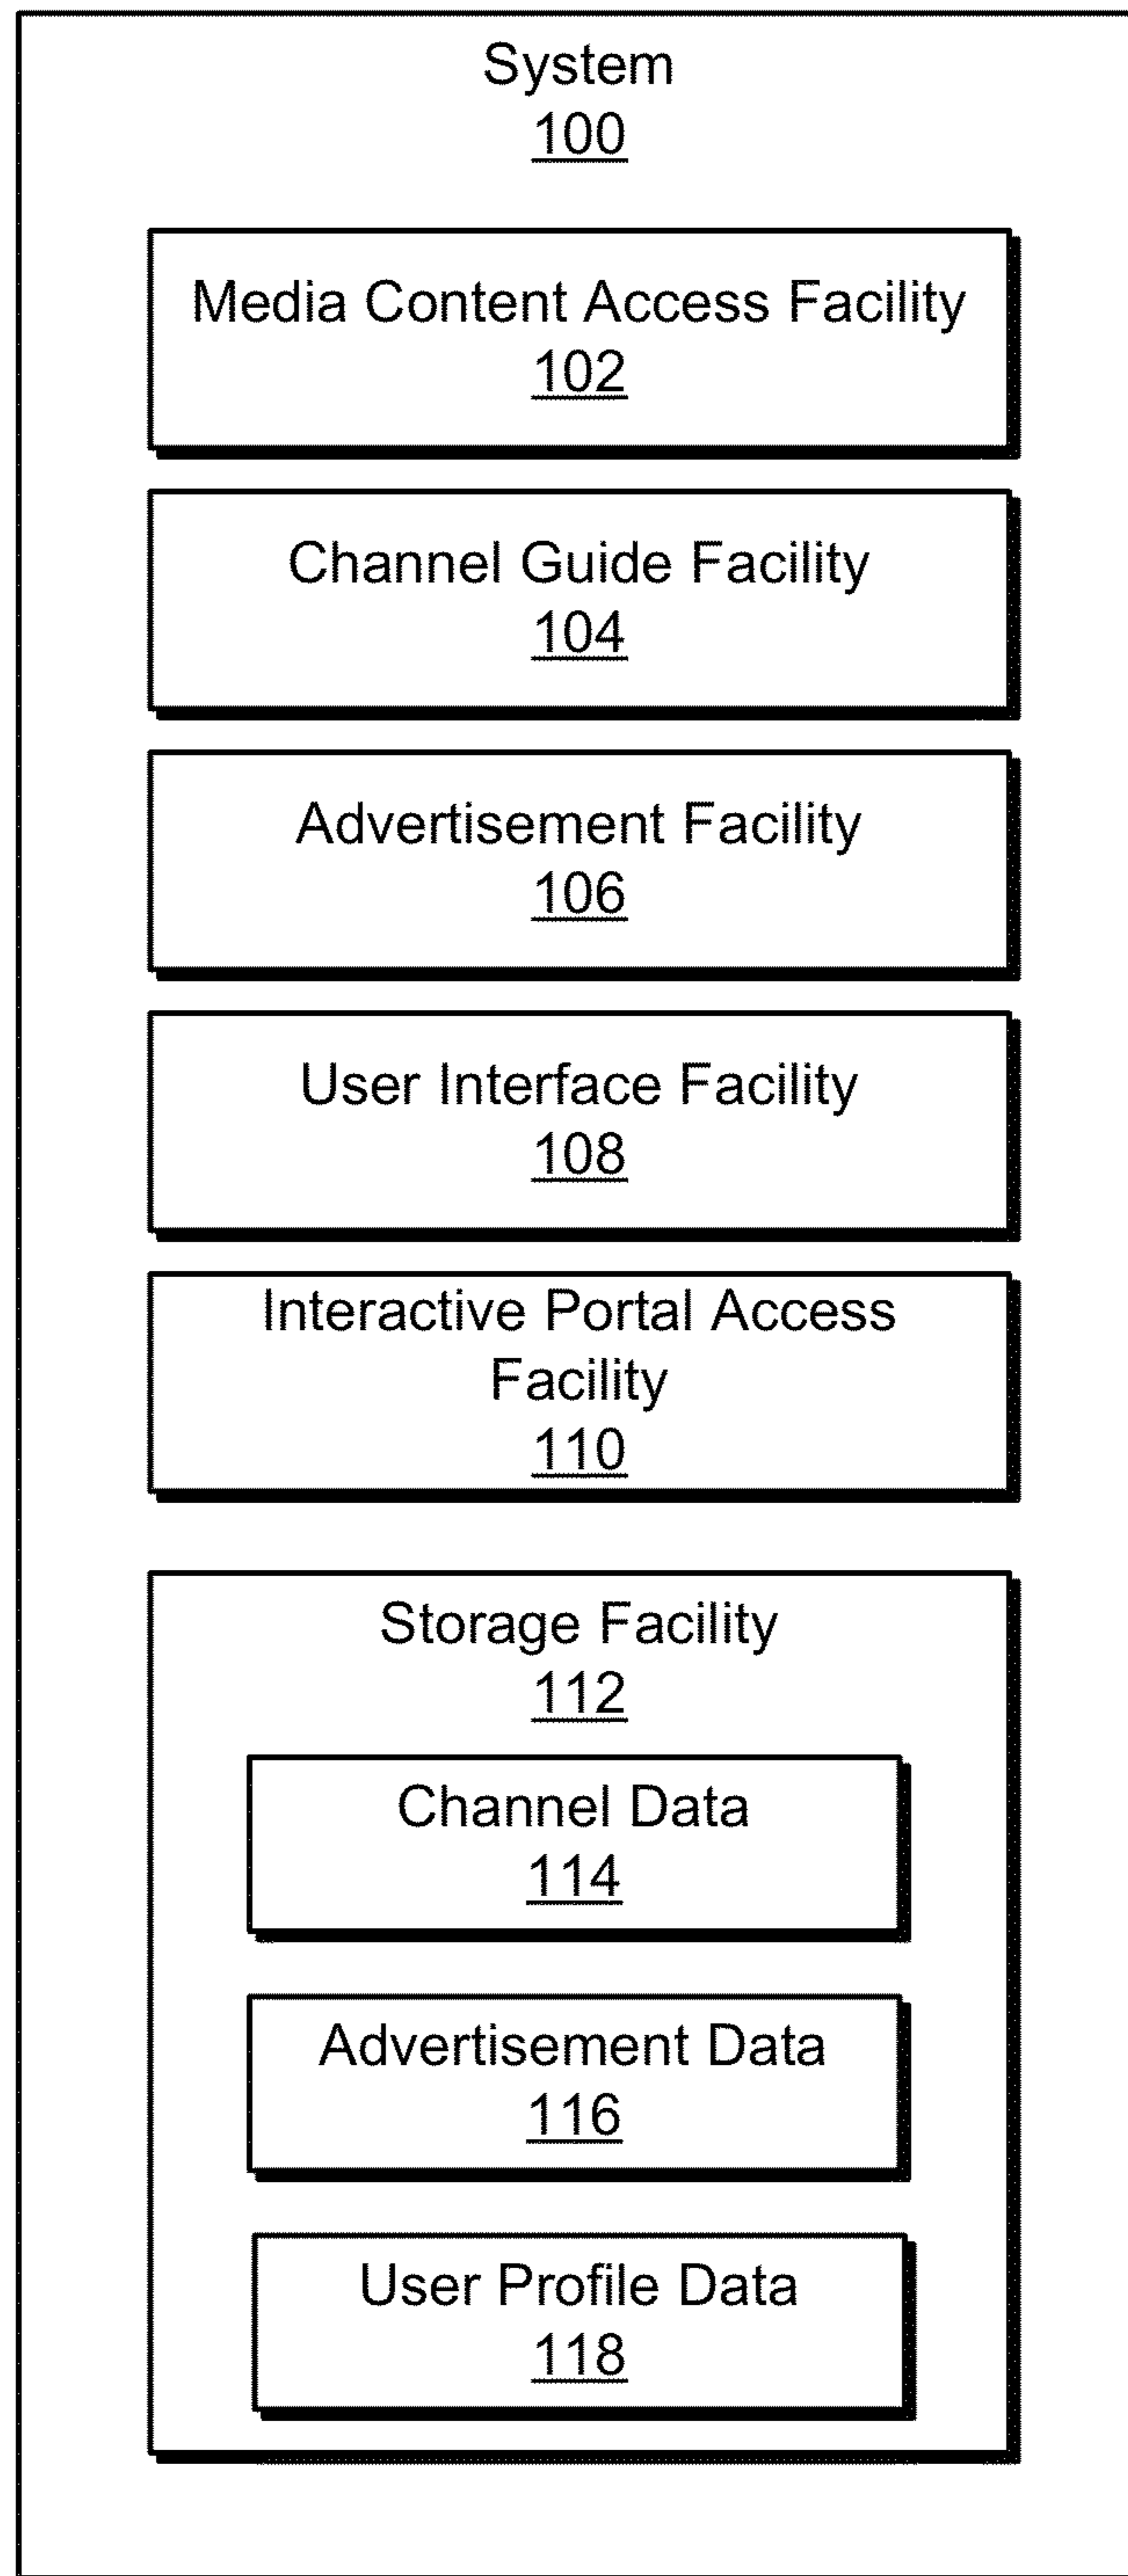 System
100
Media Content Access Facility
102
Channel Guide Facility
104
Advertisement Facility
106
User Interface Facility
108
Interactive Portal Access
Facility
110
Storage Facility
112
Channel Data
114
Advertisement Data
116
User Profile Data
118